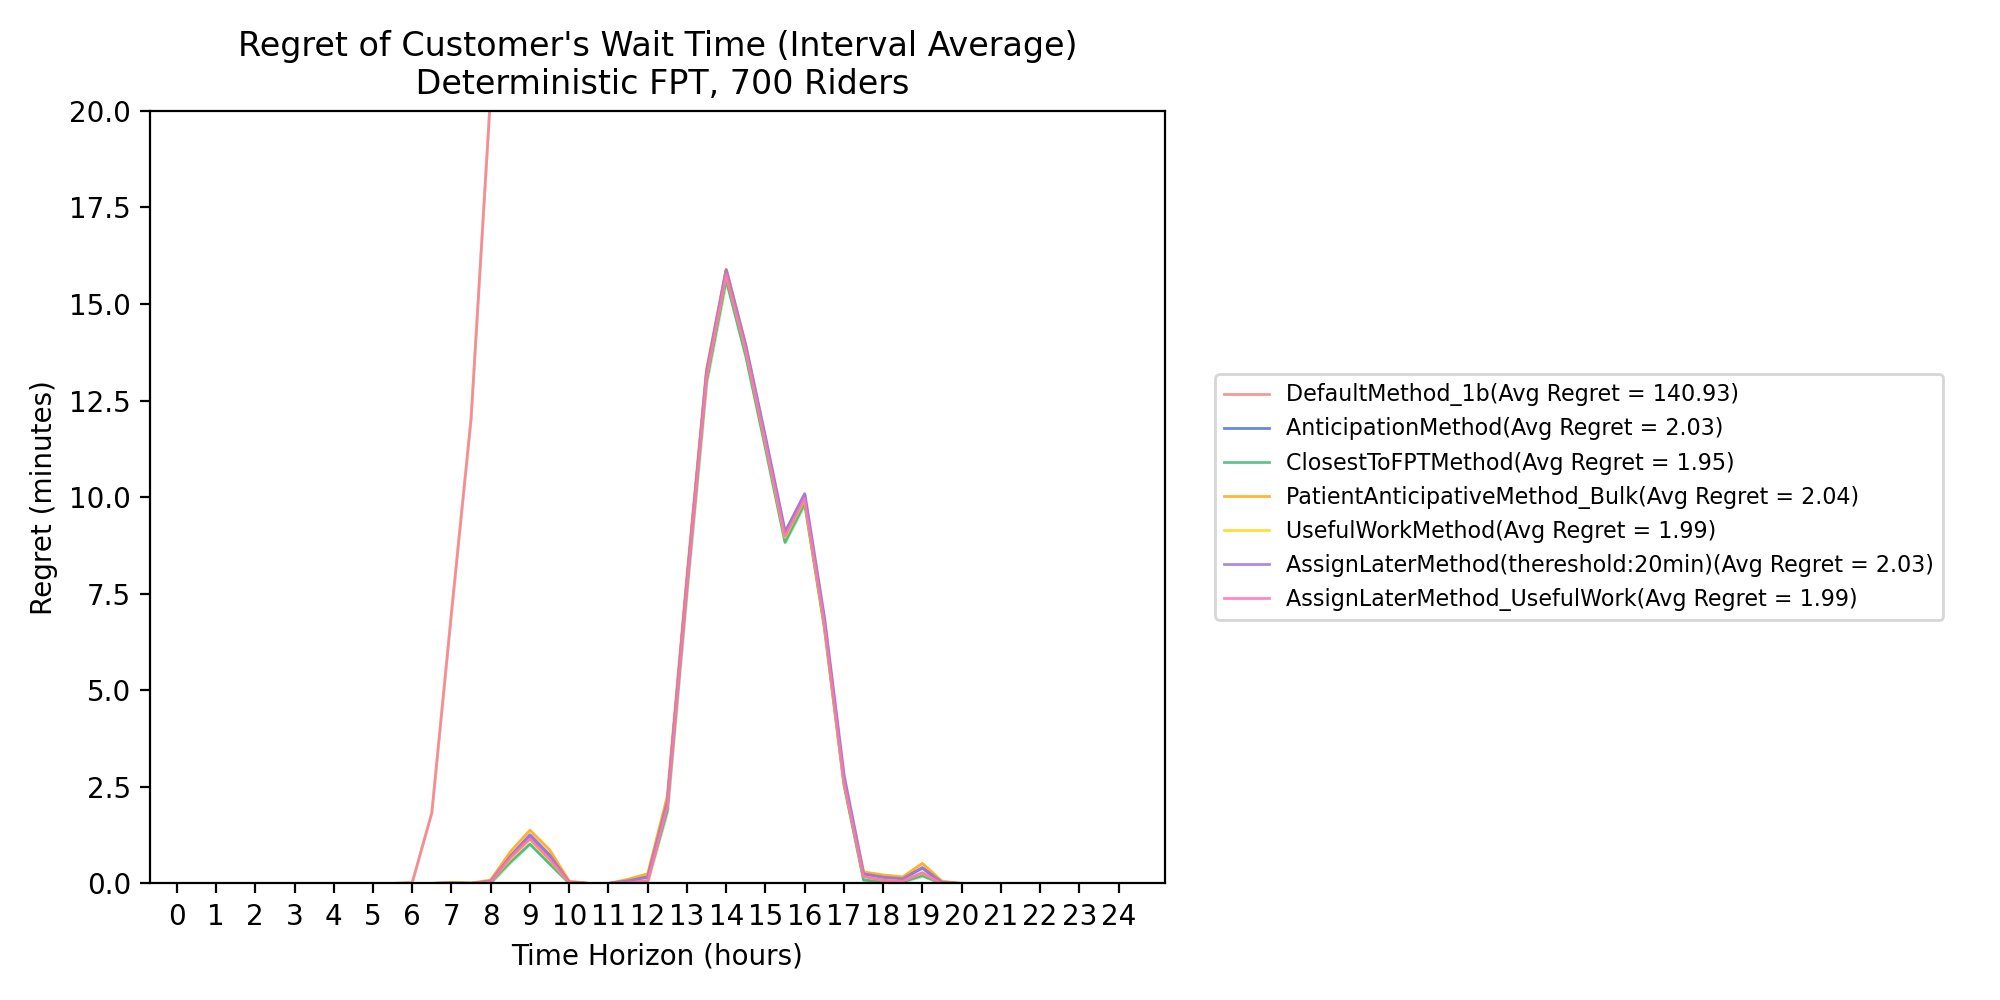 Regret of Customer's Wait Time (Interval Average)
Deterministic FPT, 700 Riders
20.0
17.5
15.0
12.5
10.0
7.5
5.0
2.5
0.0
Regret (minutes)
0 1 2 3 4 5 6 7 8 9 10 11 12 13 14 15 16 17 18 19 20 21 22 23 24
Time Horizon (hours)
DefaultMethod_1b(Avg Regret = 140.93)
AnticipationMethod(Avg Regret = 2.03)
ClosestToFPTMethod(Avg Regret = 1.95)
PatientAnticipativeMethod_Bulk(Avg Regret = 2.04)
UsefulWorkMethod(Avg Regret = 1.99)
AssignLaterMethod(thereshold:20min)(Avg Regret = 2.03)
AssignLaterMethod_UsefulWork(Avg Regret = 1.99)